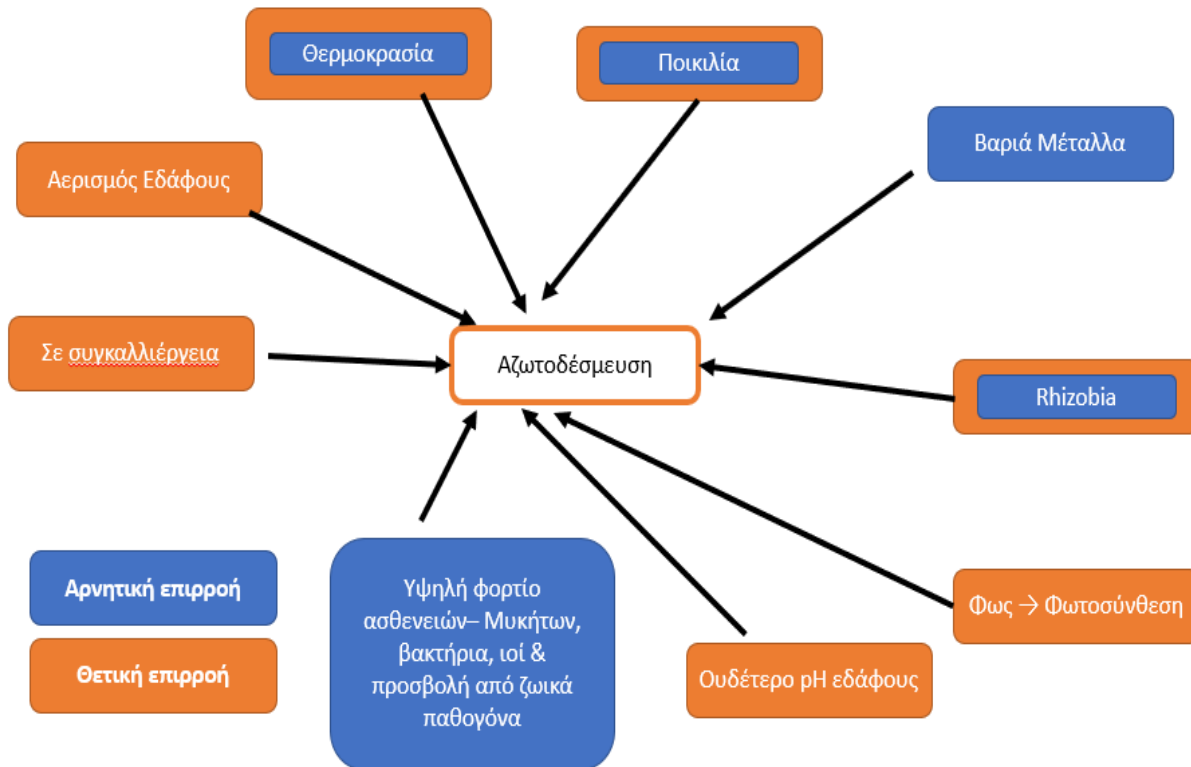 Θερμοκρασία
Ποικιλία
Βαριά Μέταλλα
Αερισμός Εδάφους
Σε συγκαλλιέργεια
Αζωτοδέσμευση
Rhizobia
Αρνητική επιρροή
Θετική επιρροή
Υψηλή φορτίο
ασθενειών– Μυκήτων,
βακτήρια, ιοί &
προσβολή από ζωικά
παθογόνα
Ουδέτερο pH εδάφους
Φως → Φωτοσύνθεση